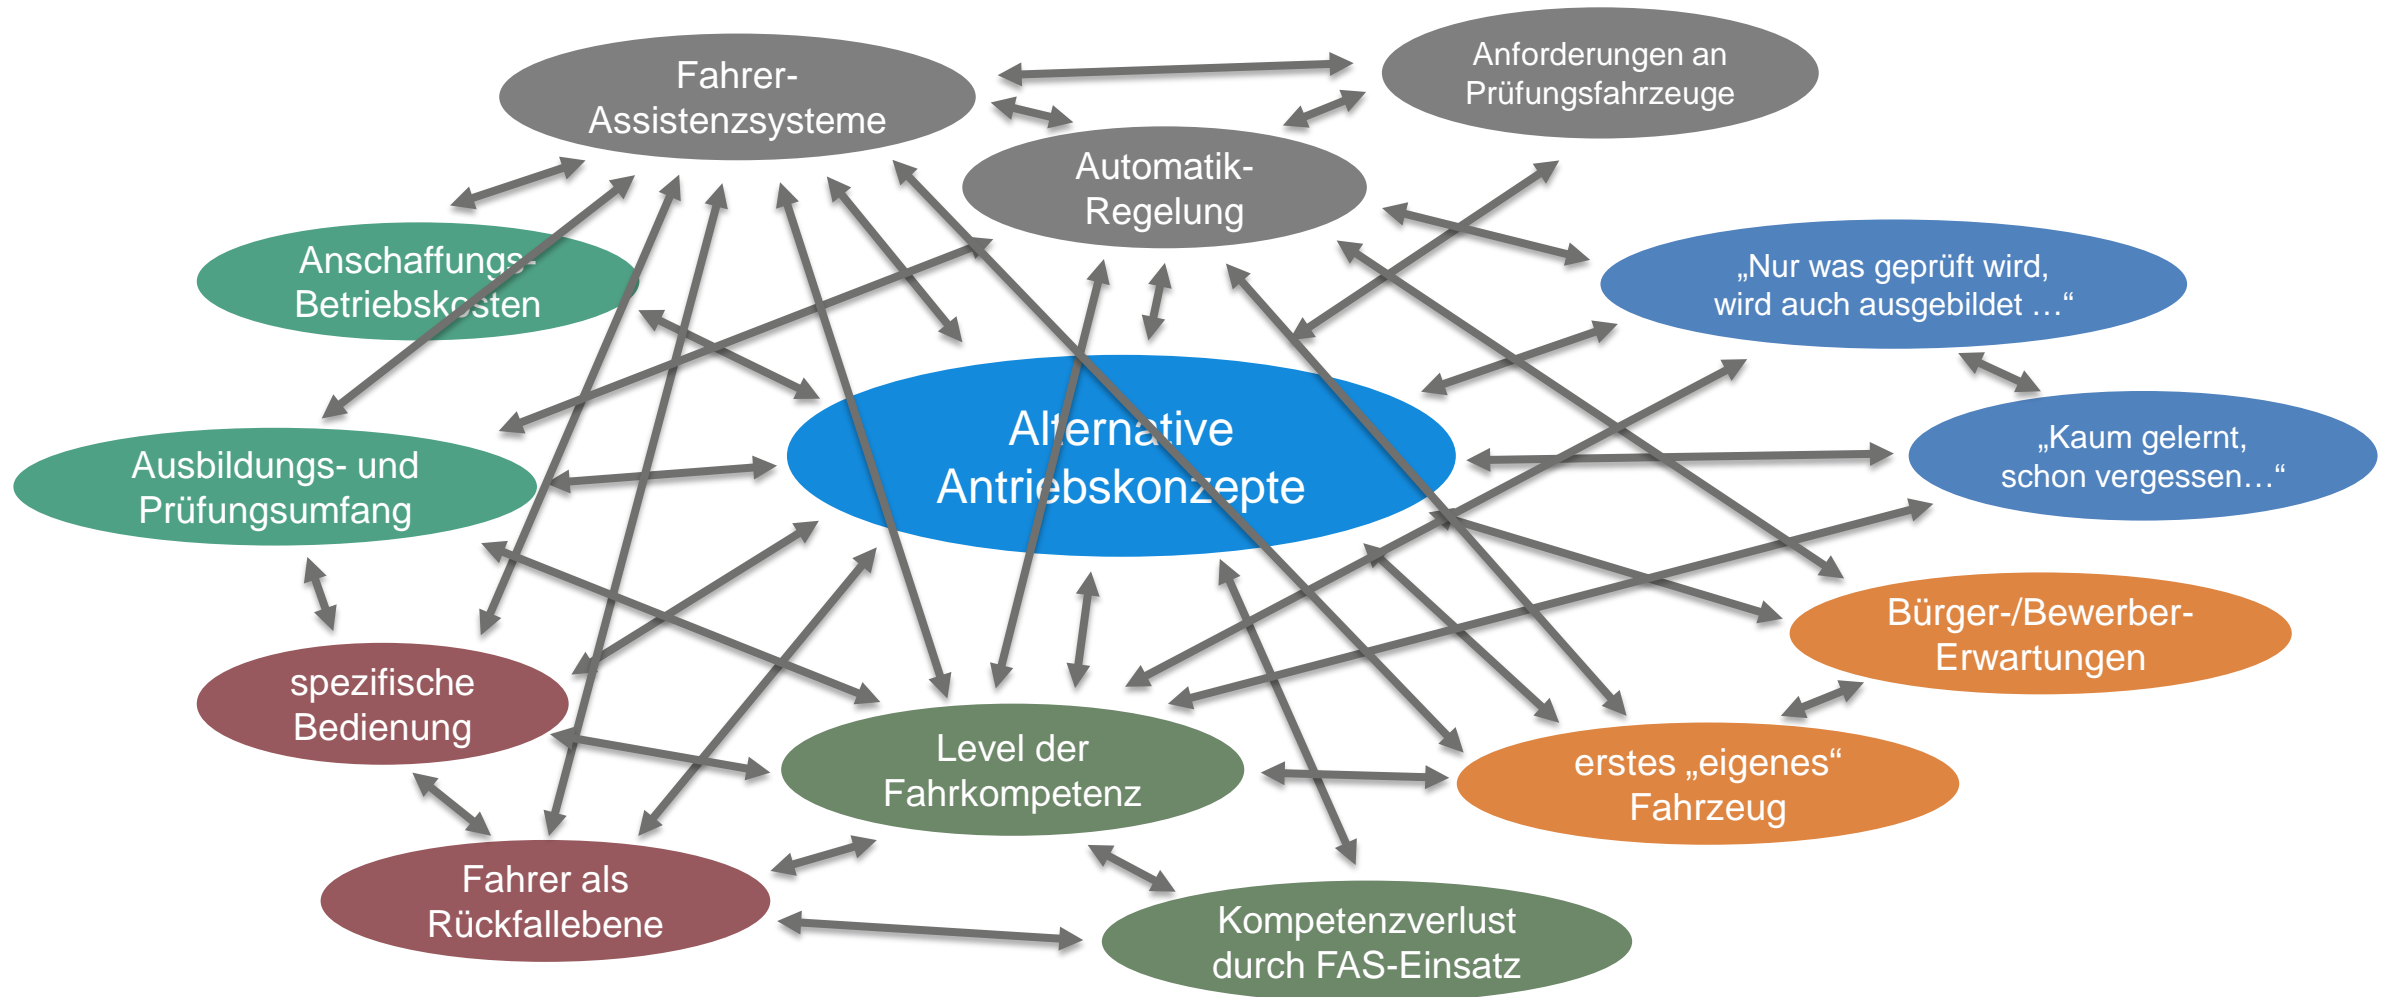 Fahrer-
Assistenzsysteme
Anforderungen an
Prüfungsfahrzeuge
Automatik-
Regelung
Anschaffungs-
Betriebskosten
„Nur was geprüft wird,
wird auch ausgebildet …“
Alternative
Antriebskonzepte
Ausbildungs- und
Prüfungsumfang
„Kaum gelernt,
schon vergessen…“
Bürger-/Bewerber-
Erwartungen
spezifische
Bedienung
Level der
Fahrkompetenz
erstes „eigenes“
Fahrzeug
Fahrer als
Rückfallebene
Kompetenzverlust
durch FAS-Einsatz